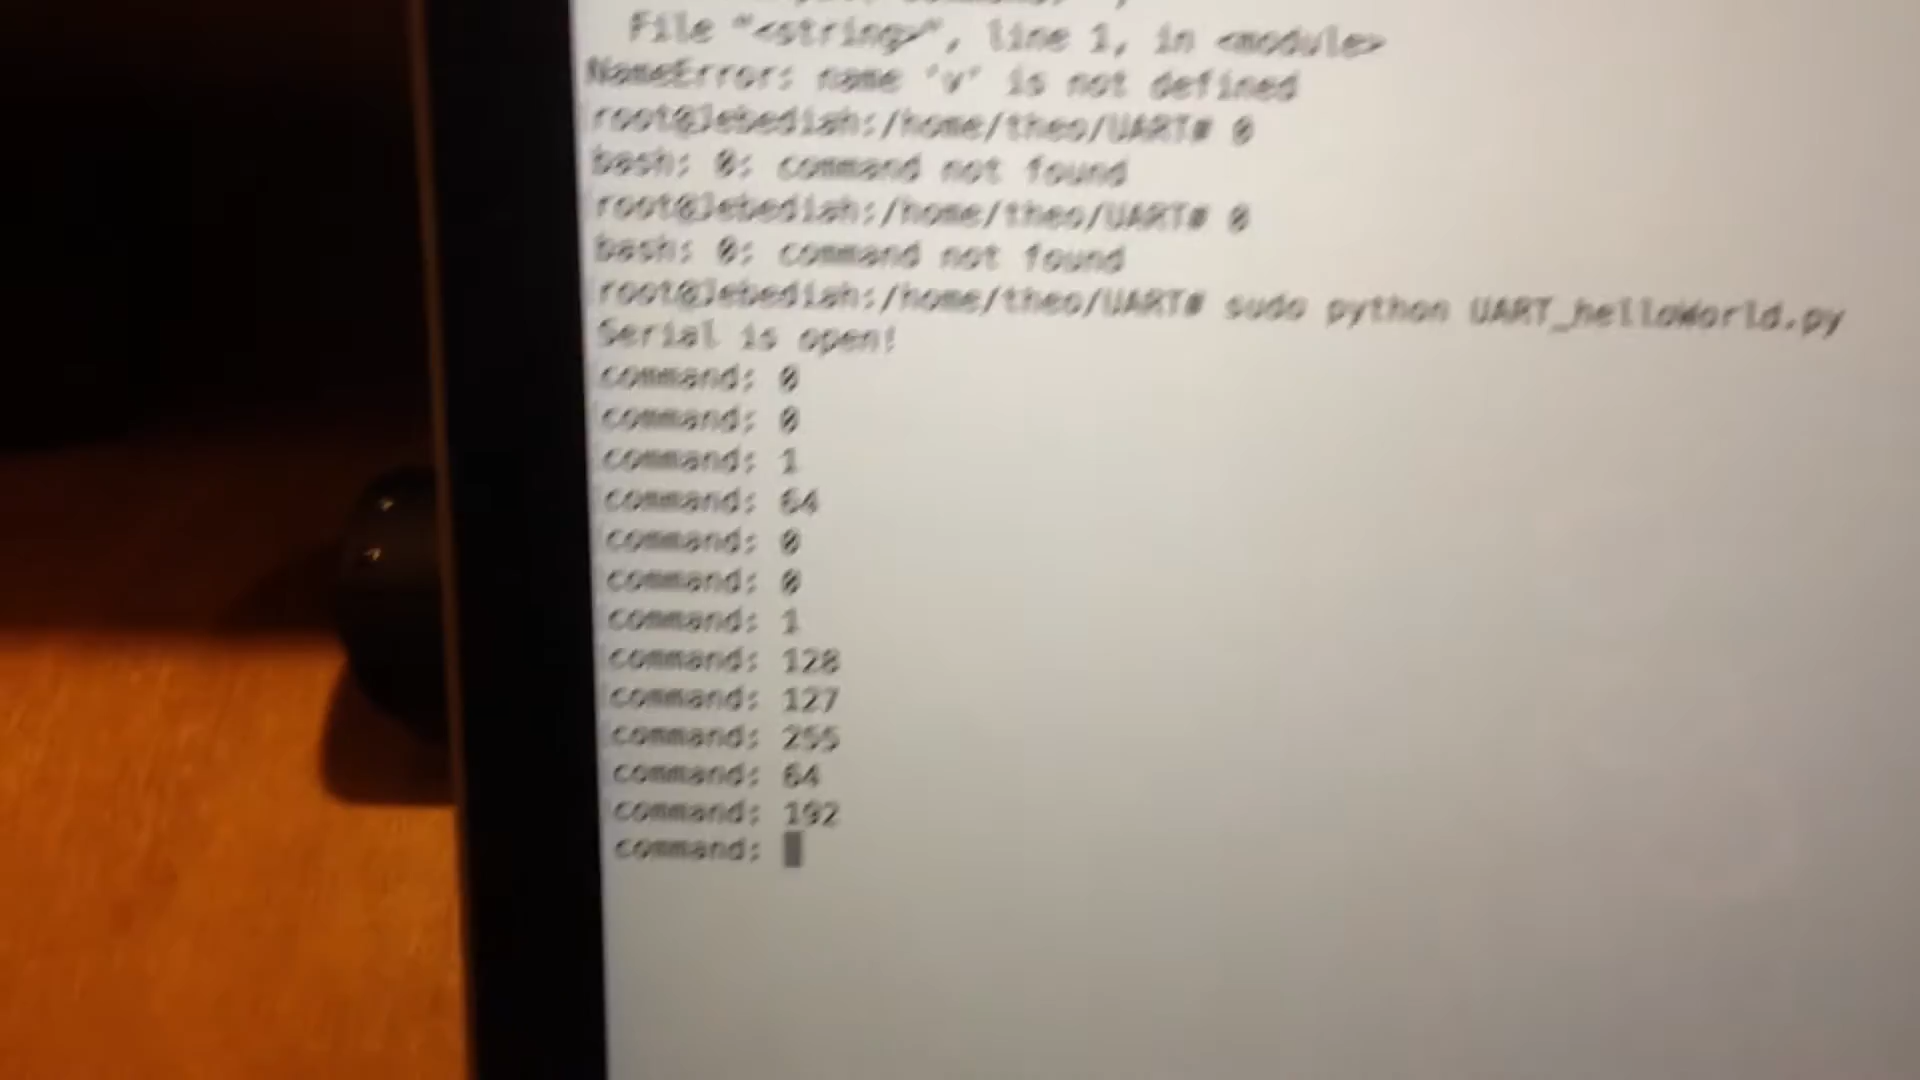 File "<string>", line 1, in <module>
NameError: name 'v' is not defined
root@Jebediah:/home/theo/UART# 0
bash: 0: command not found
root@Jebediah:/home/theo/UART# 0
bash: 0: command not found
root@Jebediah:/home/theo/UART# sudo python UART_helloWorld.py
Serial is open!
command: 0
command: 0
command: 1
command: 64
command: 0
command: 0
command: 1
command: 128
command: 127
command: 255
command: 64
command: 192
command: